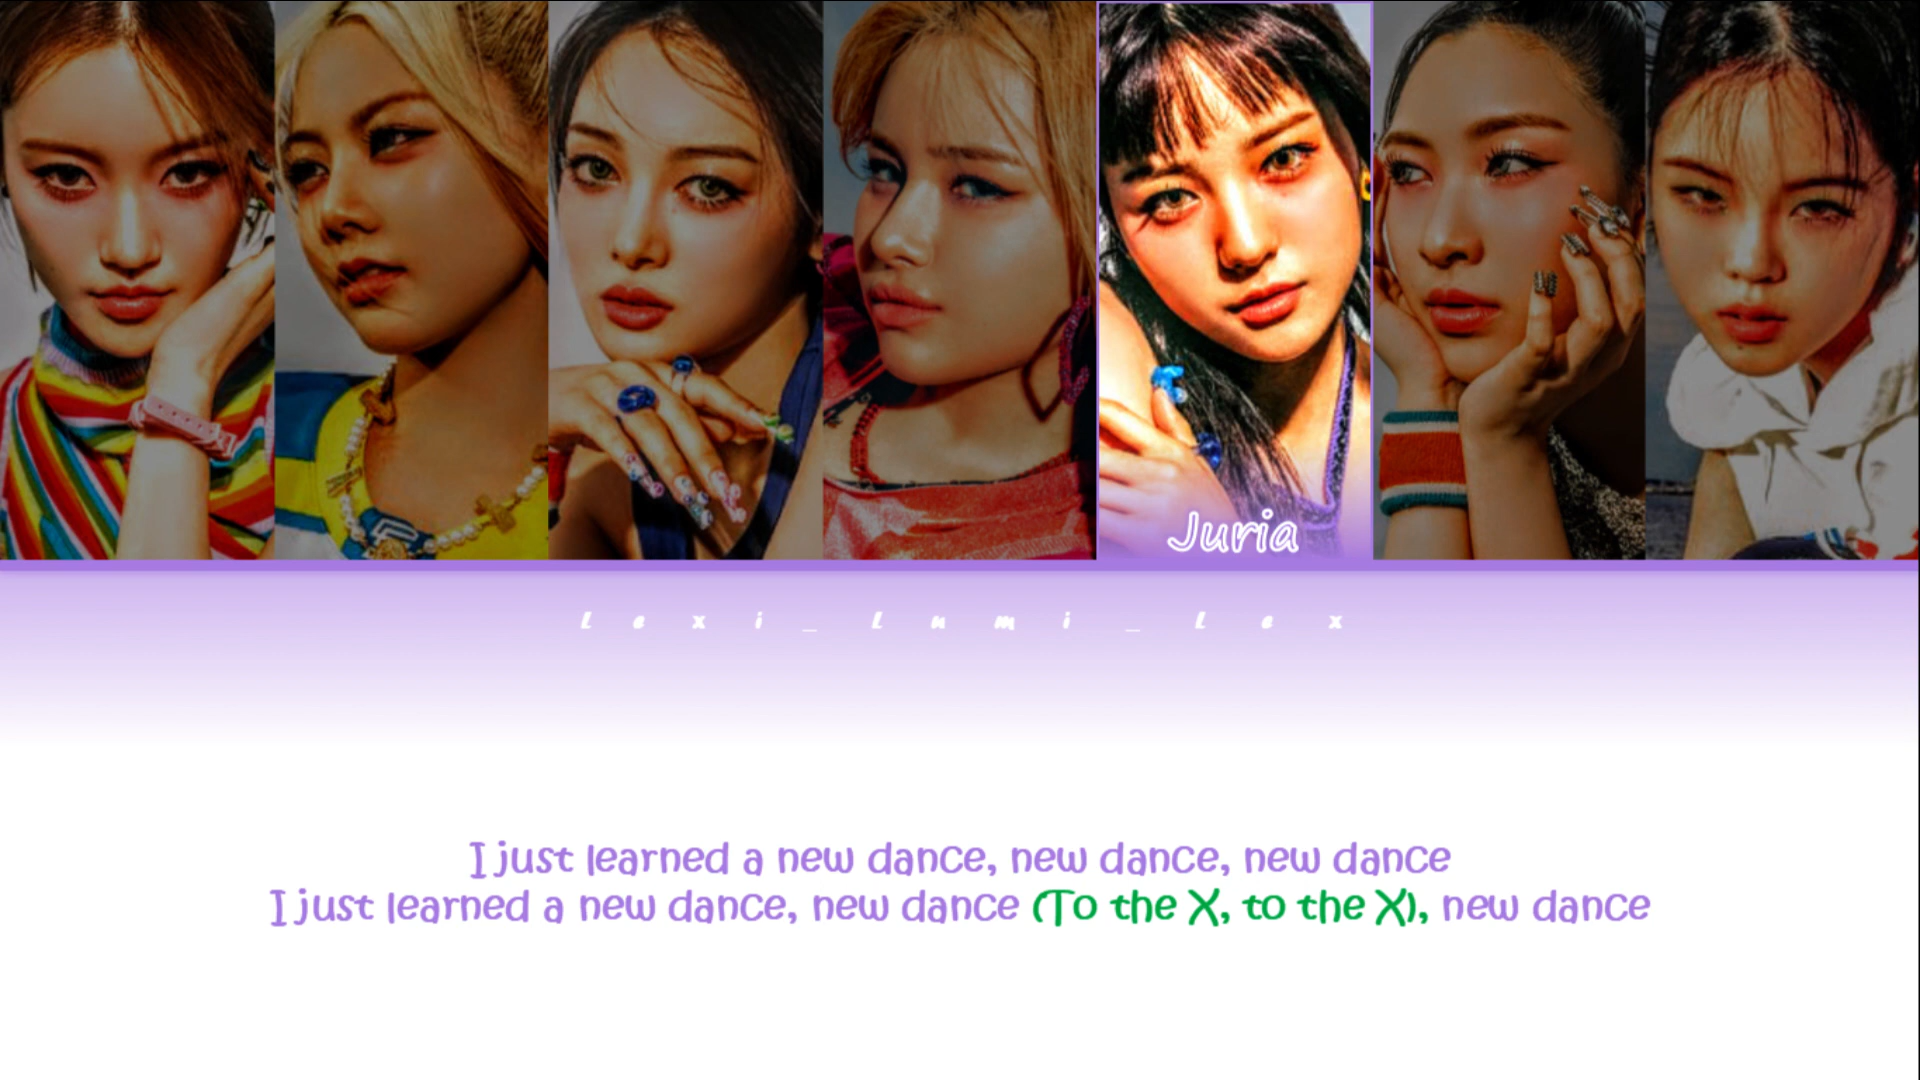 Juria
Lexi_Lumi_Lex
I just learned a new dance, new dance, new dance
I just learned a new dance, new dance (To the X, to the X), new dance